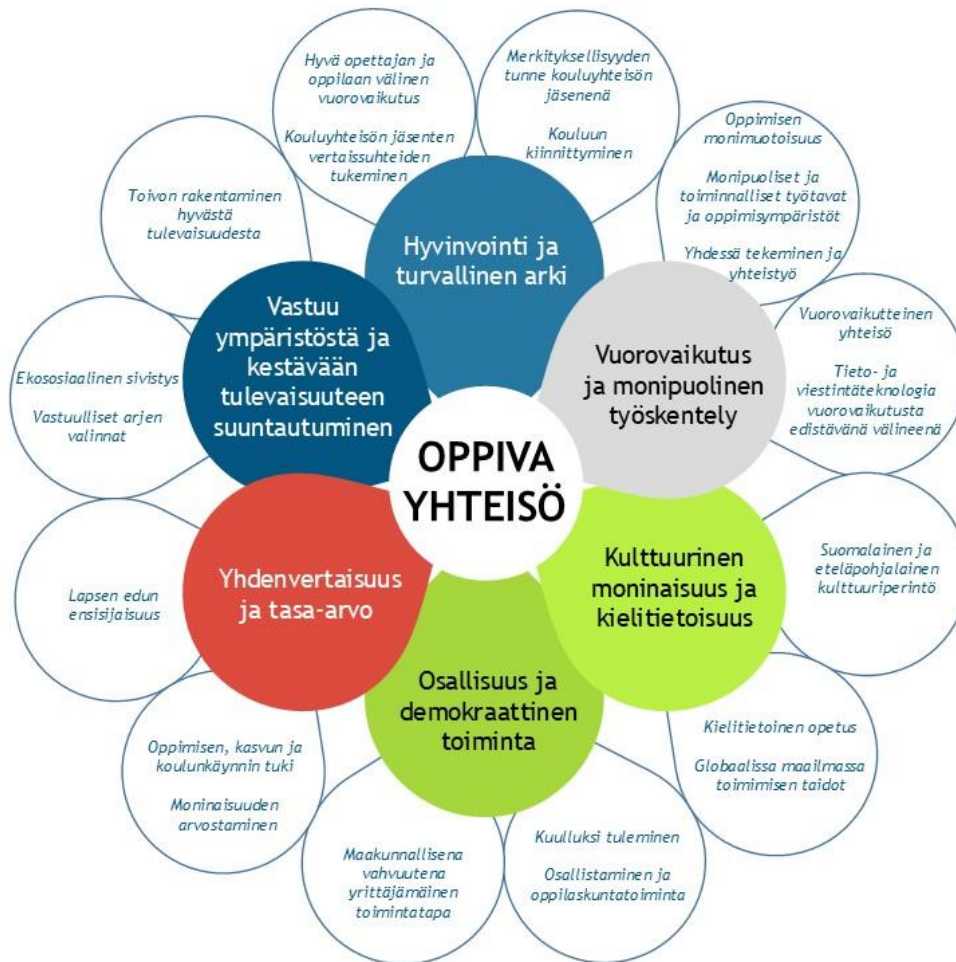 Hyvä opettajan ja
oppilaan välinen
vuorovaikutus
Kouluyhteisön jäsenten
vertaissuhteiden
tukeminen
Merkityksellisyyden
tunne kouluyhteisön
jäsenenä
Kouluun
kiinnittyminen
Oppimisen
monimuotoisuus
Monipuoliset ja
toiminnalliset työtavat
ja oppimisympäristöt
Yhdessä tekeminen ja
yhteistyö
Toivon rakentaminen
hyvästä
tulevaisuudesta
Hyvinvointi ja
turvallinen arki
Vastuu
ympäristöstä ja
kestävään
tulevaisuuteen
suuntautuminen
Vuorovaikutus
ja monipuolinen
työskentely
Vuorovaikutteinen
yhteisö
Tieto- ja
viestintäteknologia
vuorovaikutusta
edistävänä välineenä
Ekososiaalinen sivistys
Vastuulliset arjen
valinnat
OPPIVA
YHTEISÖ
Yhdenvertaisuus
ja tasa-arvo
Kulttuurinen
moninaisuus ja
kielitietoisuus
Suomalainen ja
eteläpohjalainen
kulttuuriperintö
Lapsen edun
ensisijaisuus
Osallisuus ja
demokraattinen
toiminta
Oppimisen, kasvun ja
koulunkäynnin tuki
Moninaisuuden
arvostaminen
Kielitietoinen opetus
Globaalissa maailmassa
toimimisen taidot
Maakunnallisena
vahvuutena
yrittäjämäinen
toimintatapa
Kuulluksi tuleminen
Osallistaminen ja
oppilaskuntatoiminta